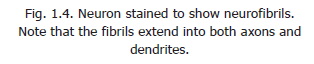 Fig. 1.4. Neuron stained to show neurofibrils.
Note that the fibrils extend into both axons and
dendrites.